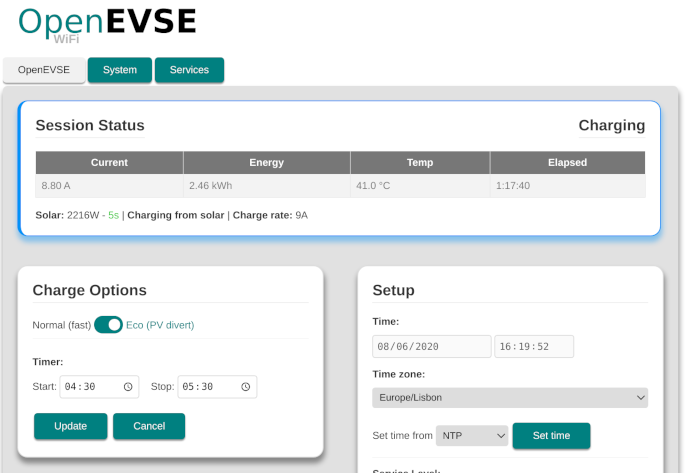 OpenEVSE
WiFi
OpenEVSE System Services
Session Status Charging
Current Energy Temp Elapsed
8.80 A 2.46 kWh 41.0 °C 1:17:40
Solar: 2216W - 5s | Charging from solar | Charge rate: 9A
Charge Options
Normal (fast) Eco (PV divert)
Timer:
Start: 04:30 Stop: 05:30
Update Cancel
Setup
Time:
08/06/2020 16:19:52
Time zone:
Europe/Lisbon
Set time from NTP Set time
Service Level: